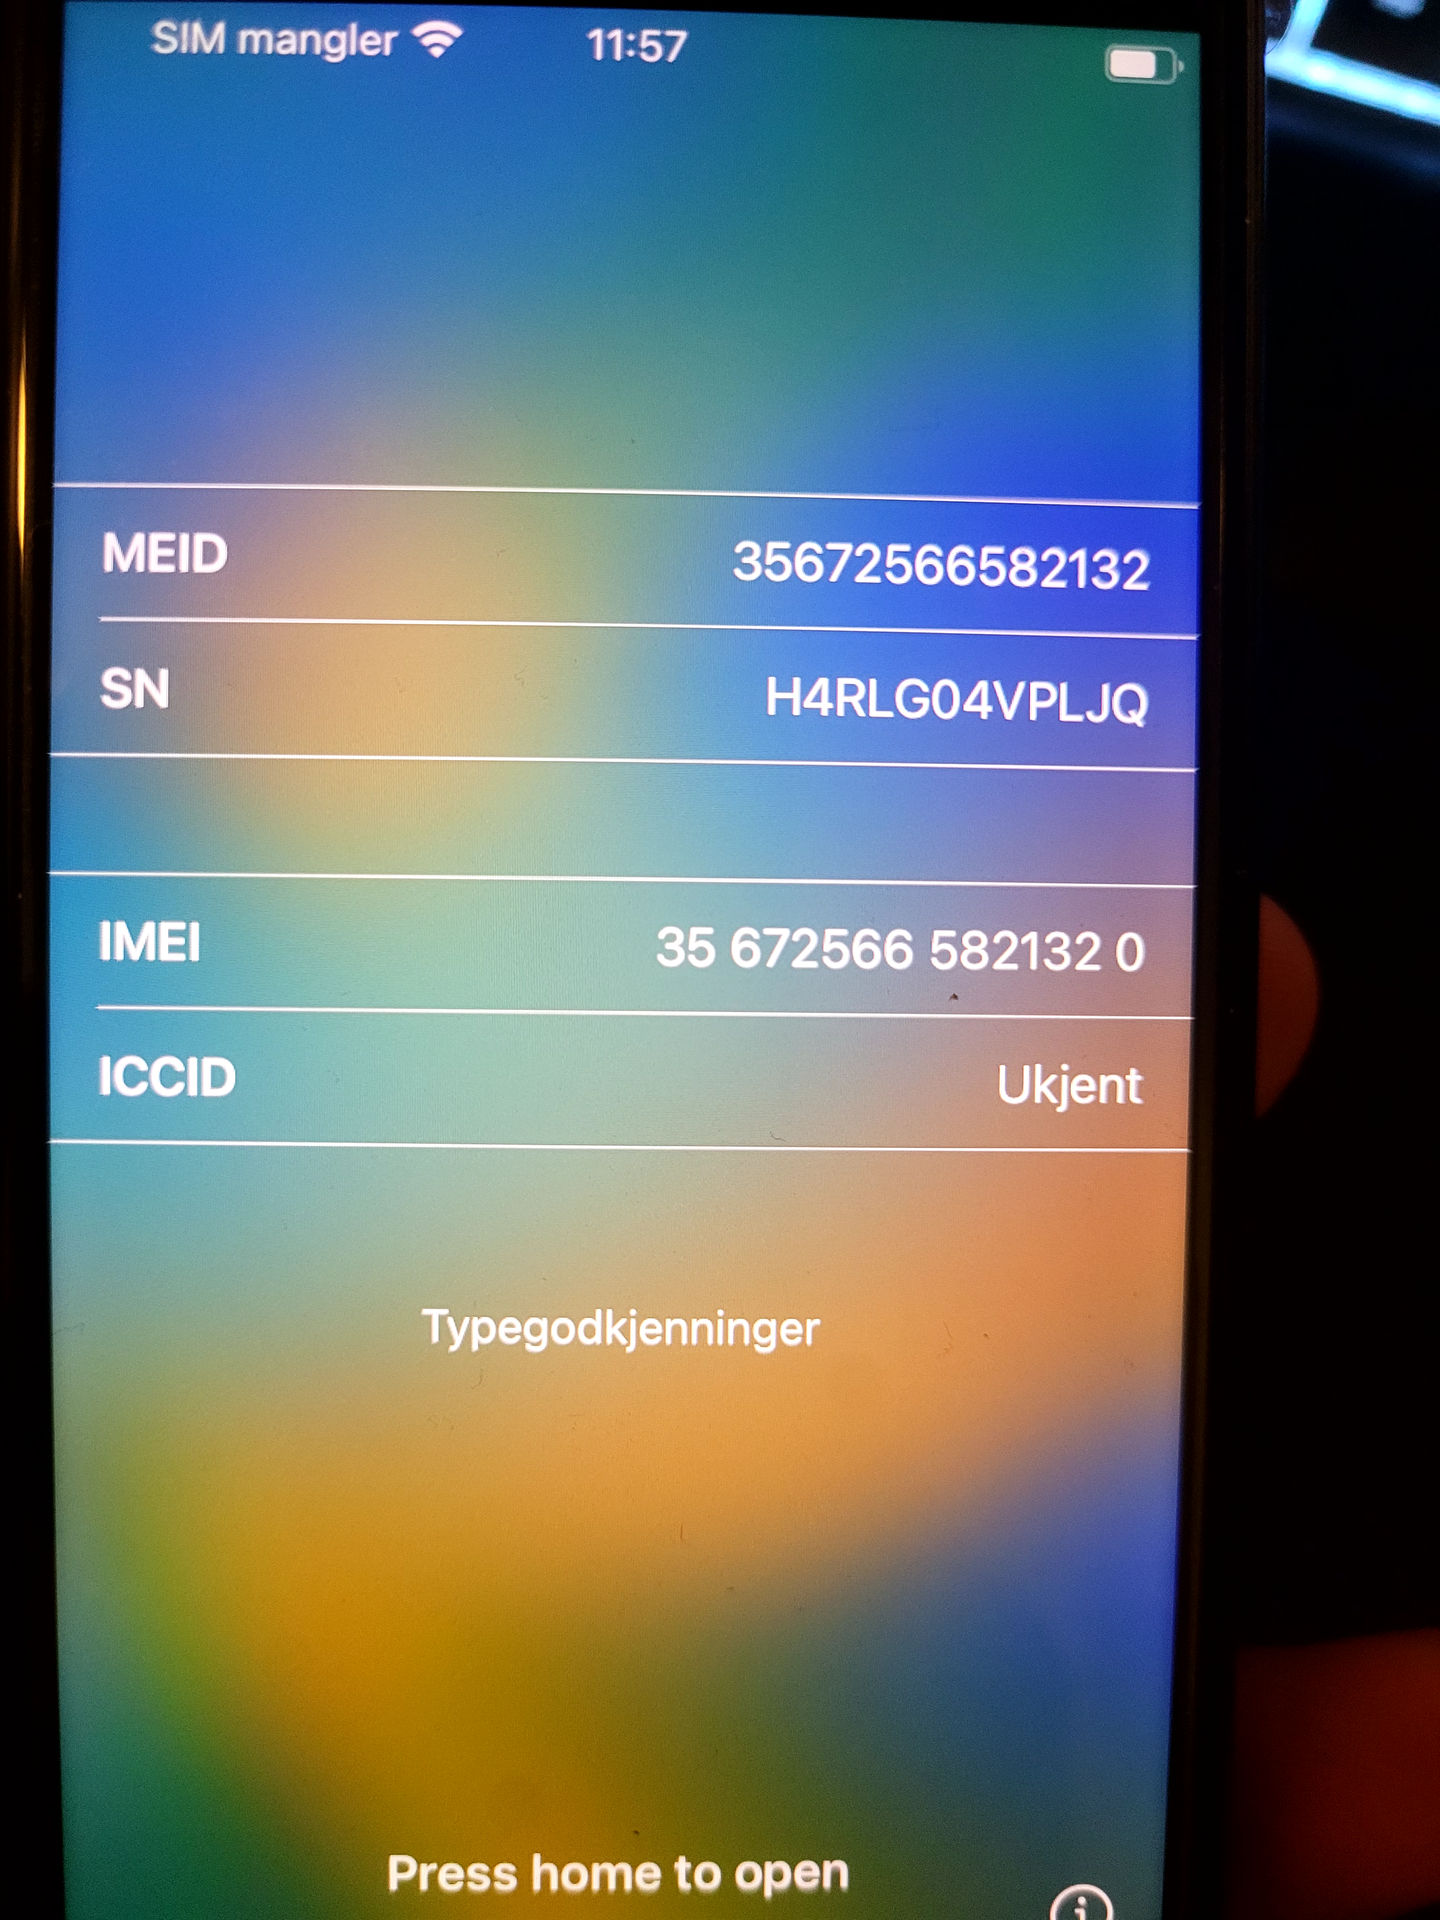 SIM mangler 11:57
MEID 35672566582132
SN H4RLG04VPLJQ
IMEI 35 672566 582132 0
ICCID Ukjent
Typegodkjenninger
Press home to open